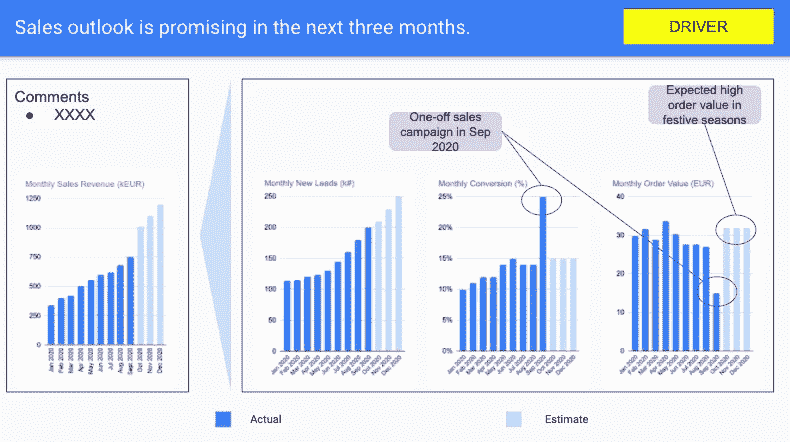 Sales outlook is promising in the next three months.
DRIVER
Comments
● XXXX
Monthly Sales Revenue (kEUR)
1250
1000
750
500
250
0
Jan 2020
Feb 2020
Mar 2020
Apr 2020
May 2020
Jun 2020
Jul 2020
Aug 2020
Sep 2020
Oct 2020
Nov 2020
Dec 2020
One-off sales
campaign in Sep
2020
Expected high
order value in
festive seasons
Monthly New Leads (k#)
250
200
150
100
50
0
Jan 2020
Feb 2020
Mar 2020
Apr 2020
May 2020
Jun 2020
Jul 2020
Aug 2020
Sep 2020
Oct 2020
Nov 2020
Dec 2020
Monthly Conversion (%)
25%
20%
15%
10%
5%
0%
Jan 2020
Feb 2020
Mar 2020
Apr 2020
May 2020
Jun 2020
Jul 2020
Aug 2020
Sep 2020
Oct 2020
Nov 2020
Dec 2020
Monthly Order Value (EUR)
40
30
20
10
0
Jan 2020
Feb 2020
Mar 2020
Apr 2020
May 2020
Jun 2020
Jul 2020
Aug 2020
Sep 2020
Oct 2020
Nov 2020
Dec 2020
Actual
Estimate